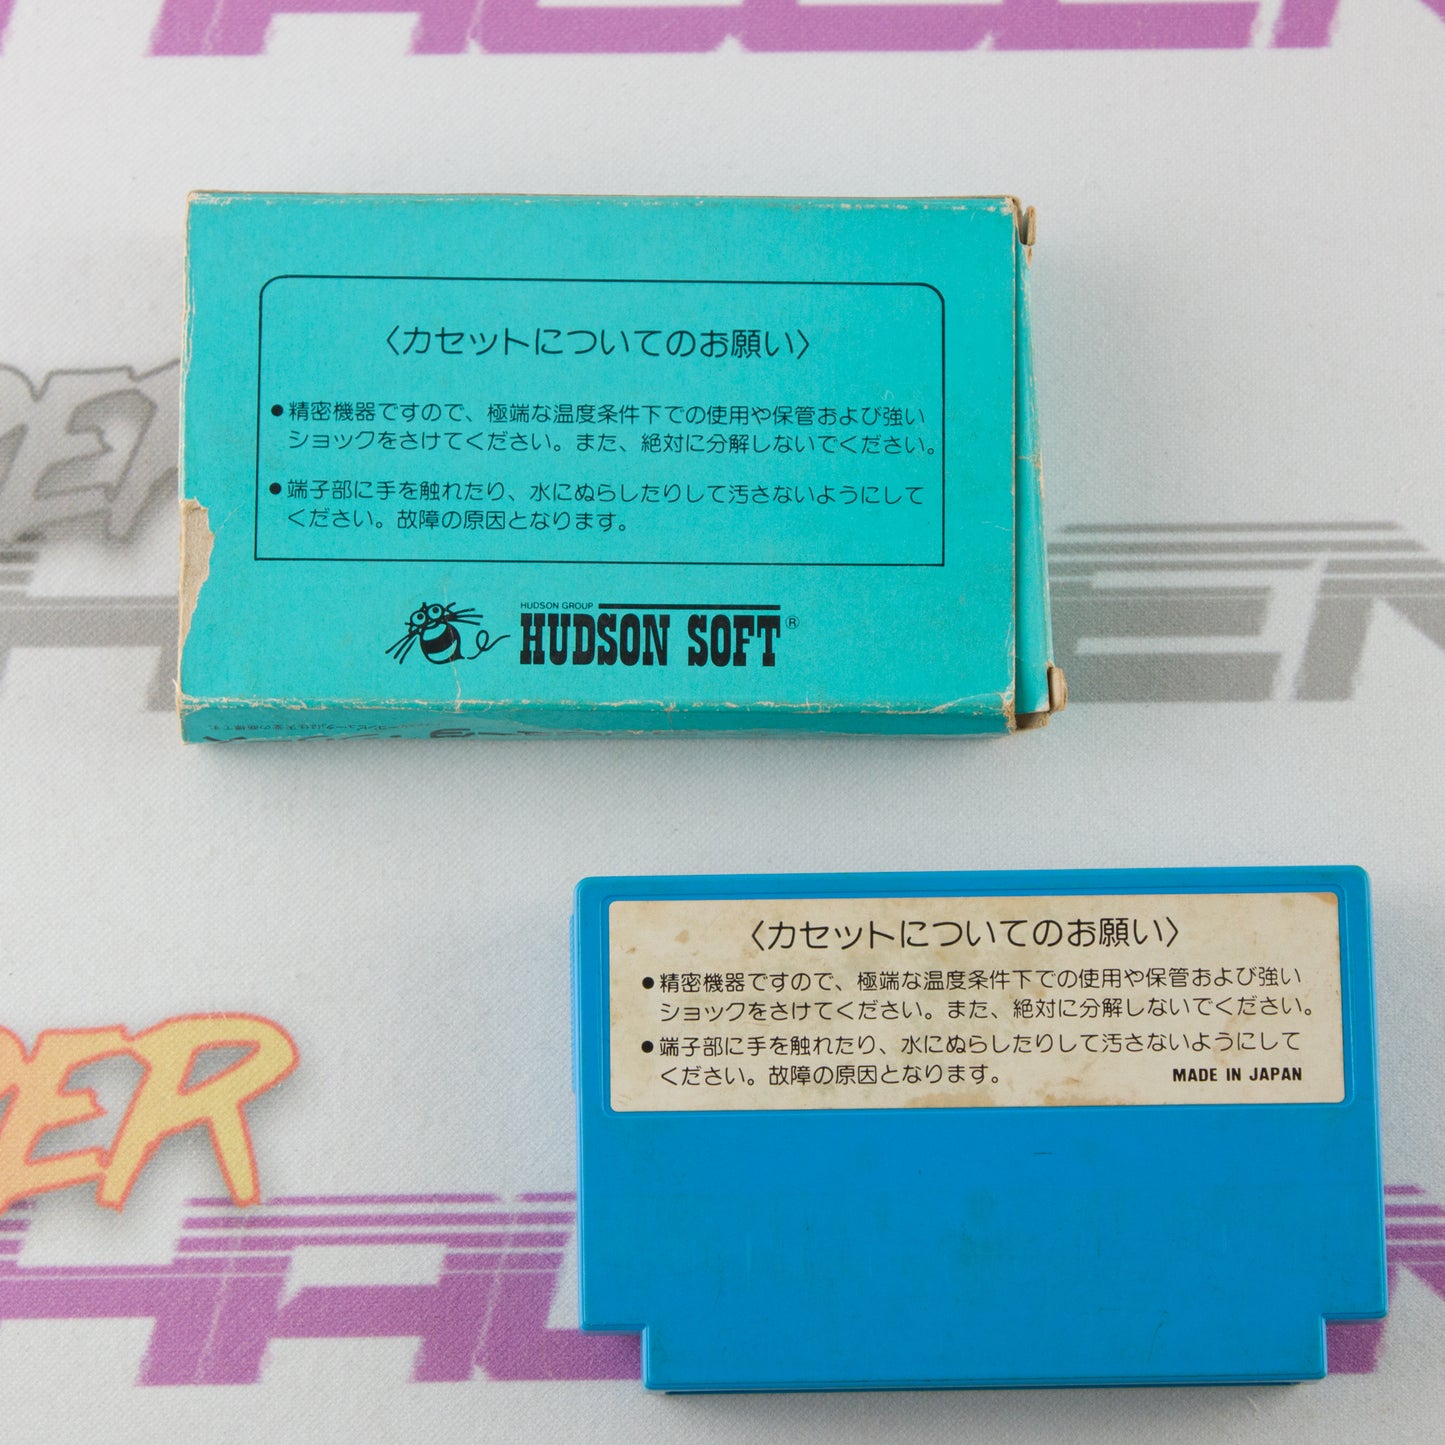 〈カセットについてのお願い〉
●精密機器ですので、極端な温度条件下での使用や保管および強い
ショックをさけてください。また、絶対に分解しないでください。
●端子部に手を触れたり、水にぬらしたりして汚さないようにして
ください。故障の原因となります。
HUDSON GROUP
HUDSON SOFT®
〈カセットについてのお願い〉
●精密機器ですので、極端な温度条件下での使用や保管および強い
ショックをさけてください。また、絶対に分解しないでください。
●端子部に手を触れたり、水にぬらしたりして汚さないようにして
ください。故障の原因となります。
MADE IN JAPAN